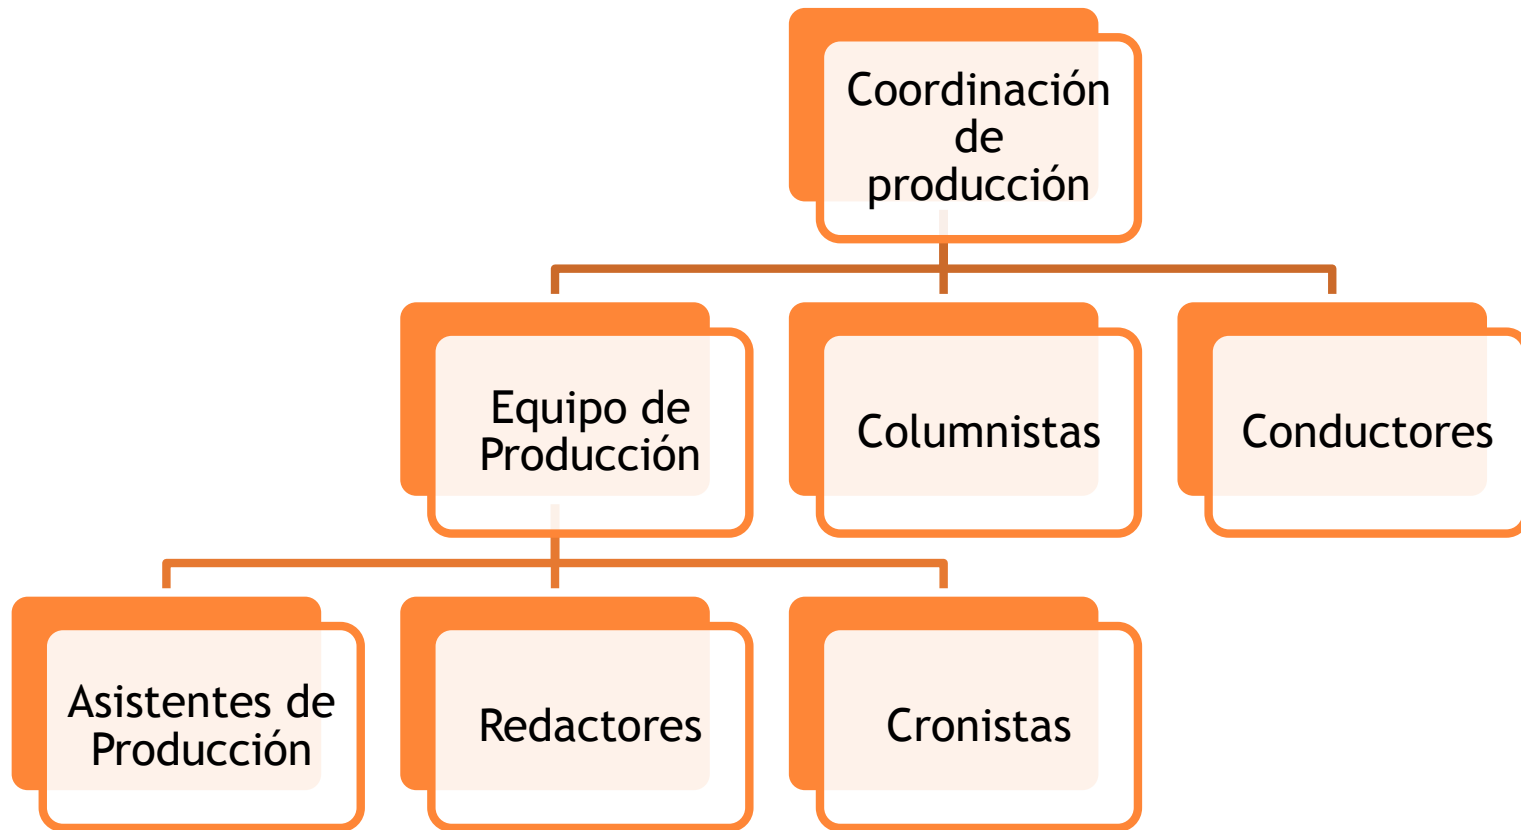 Coordinación
de
producción
Equipo de
Producción
Columnistas
Conductores
Asistentes de
Producción
Redactores
Cronistas